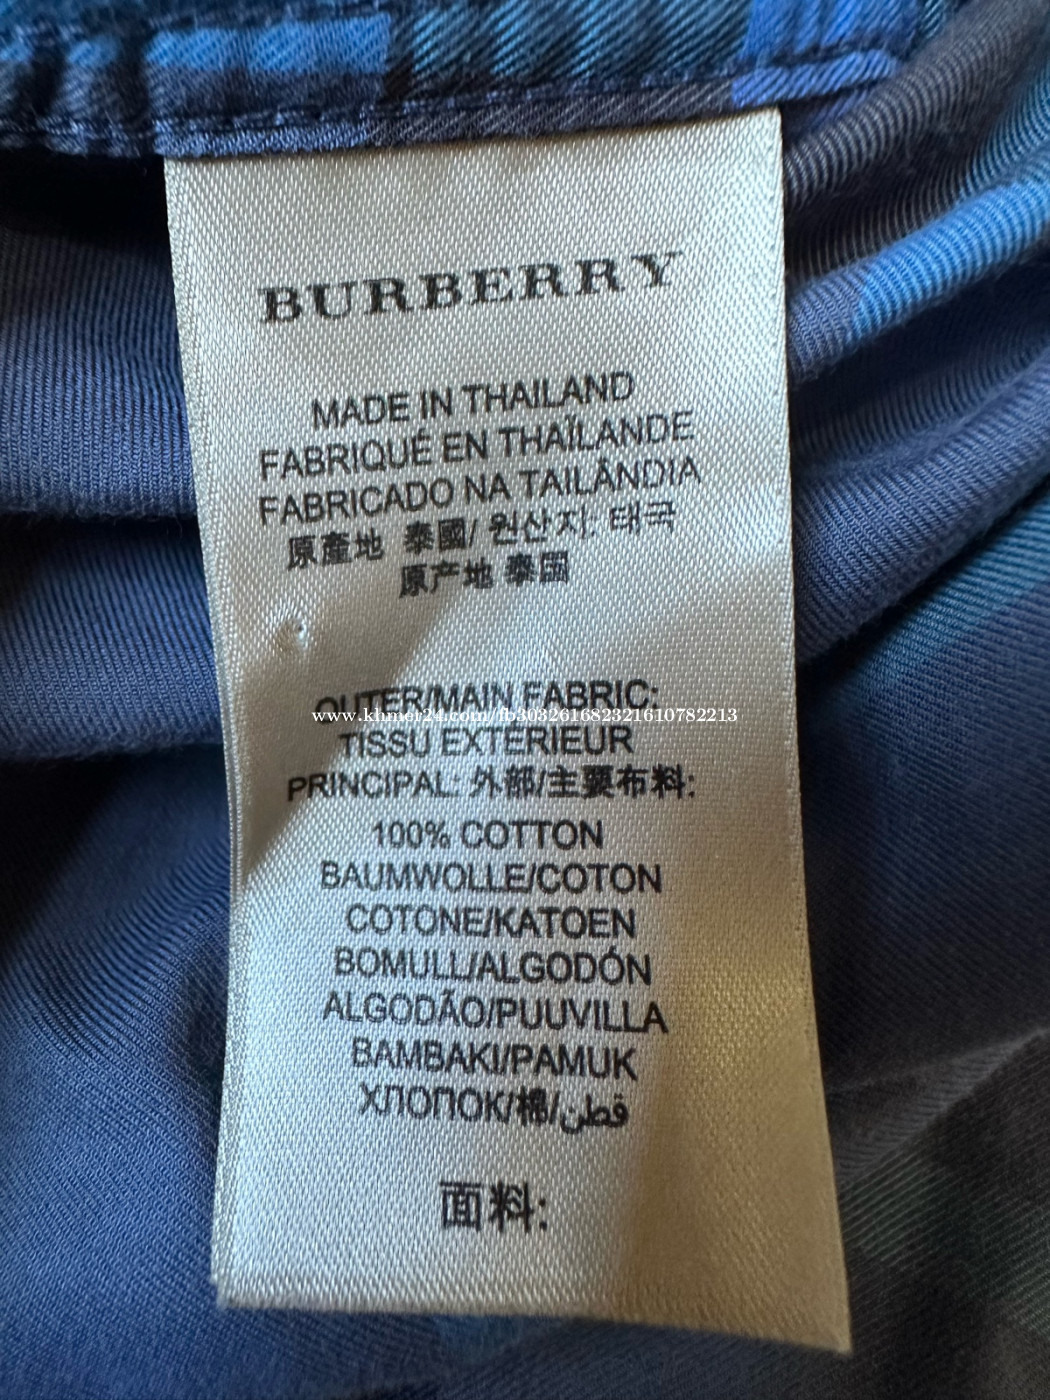 BURBERRY
MADE IN THAILAND
FABRIQUÉ EN THAÏLANDE
FABRICADO NA TAILÂNDIA
原產地 泰國/ 원산지: 태국
原产地 泰国
OUTER/MAIN FABRIC:
www.khmer24.com/fb303261682321610782213
TISSU EXTERIEUR
PRINCIPAL: 外部/主要布料:
100% COTTON
BAUMWOLLE/COTON
COTONE/KATOEN
BOMULL/ALGODÓN
ALGODÃO/PUUVILLA
BAMBAKI/PAMUK
ХЛОПОК/棉/قطن
面料: